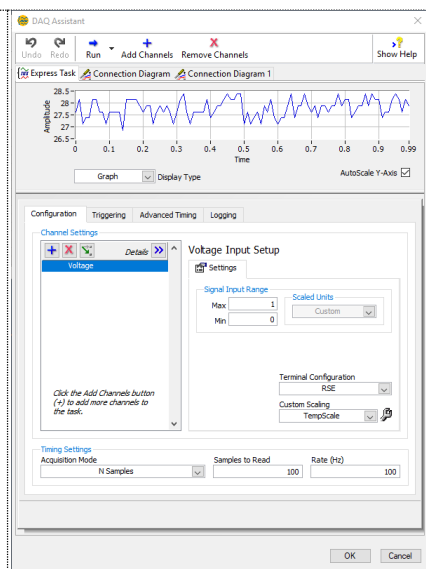 DAQ Assistant
Undo Redo Run Add Channels Remove Channels Show Help
Express Task Connection Diagram Connection Diagram 1
Amplitude
28.5
28
27.5
27
26.5
0 0.1 0.2 0.3 0.4 0.5 0.6 0.7 0.8 0.9 0.99
Time
Graph Display Type AutoScale Y-Axis
Configuration Triggering Advanced Timing Logging
Channel Settings
Details
Voltage
Click the Add Channels button
(+) to add more channels to
the task.
Voltage Input Setup
Settings
Signal Input Range
Max 1
Min 0
Scaled Units
Custom
Terminal Configuration
RSE
Custom Scaling
TempScale
Timing Settings
Acquisition Mode Samples to Read Rate (Hz)
N Samples 100 100
OK Cancel